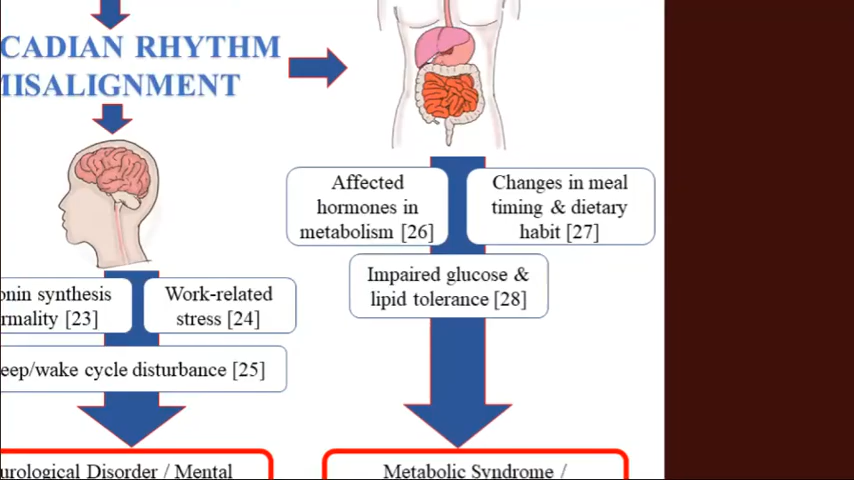 CADIAN RHYTHM
MISALIGNMENT
Affected
hormones in
metabolism [26]
Changes in meal
timing & dietary
habit [27]
Impaired glucose &
lipid tolerance [28]
onin synthesis
rmality [23]
Work-related
stress [24]
eep/wake cycle disturbance [25]
urological Disorder / Mental
Metabolic Syndrome /